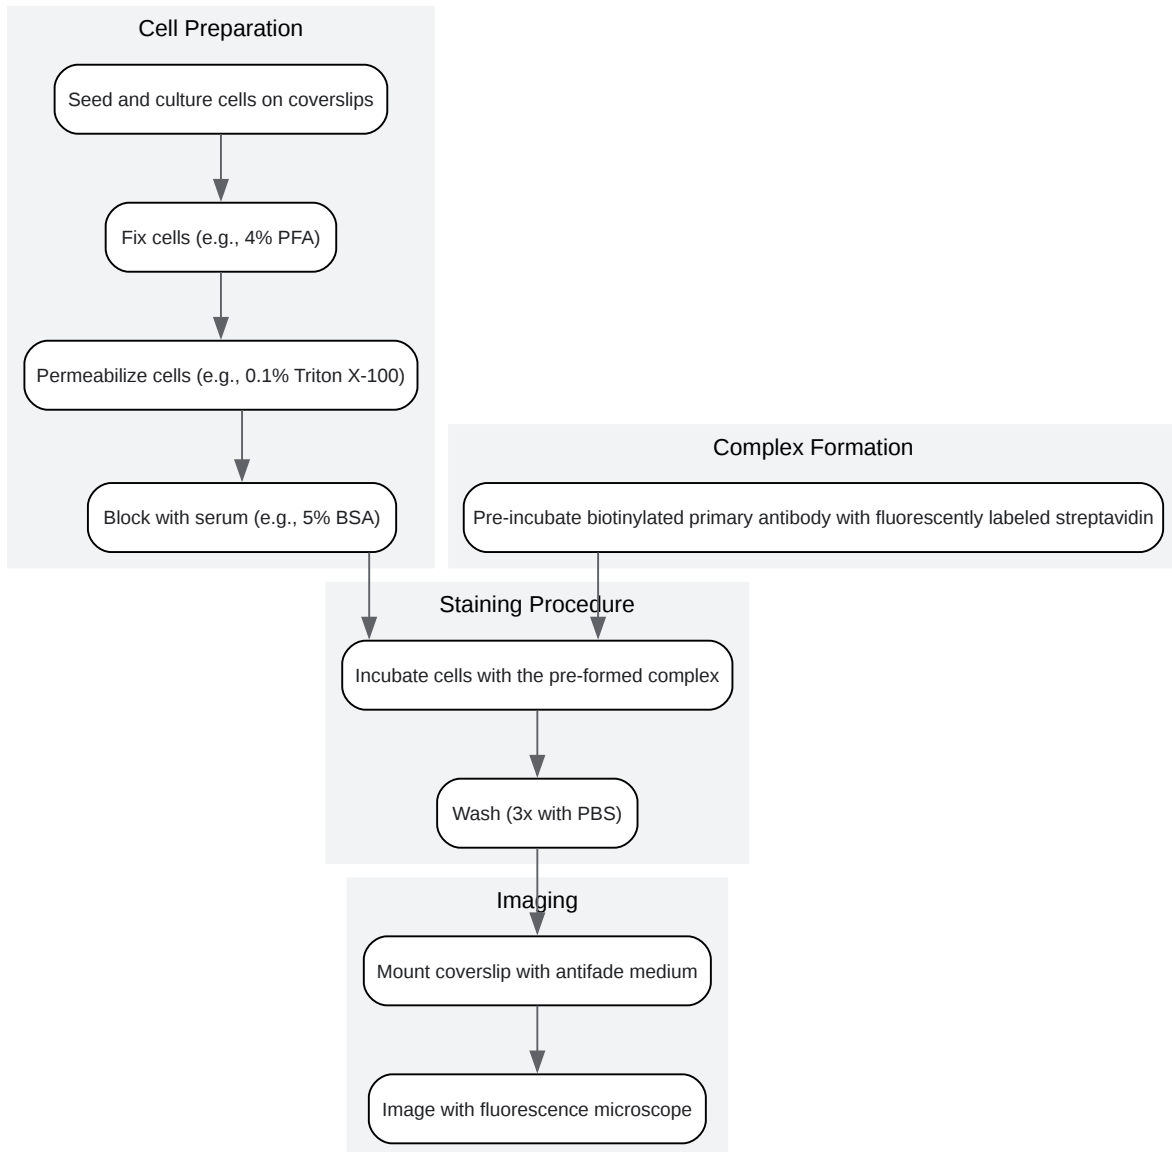 Cell Preparation
Seed and culture cells on coverslips
Fix cells (e.g., 4% PFA)
Permeabilize cells (e.g., 0.1% Triton X-100)
Block with serum (e.g., 5% BSA)
Complex Formation
Pre-incubate biotinylated primary antibody with fluorescently labeled streptavidin
Staining Procedure
Incubate cells with the pre-formed complex
Wash (3x with PBS)
Imaging
Mount coverslip with antifade medium
Image with fluorescence microscope